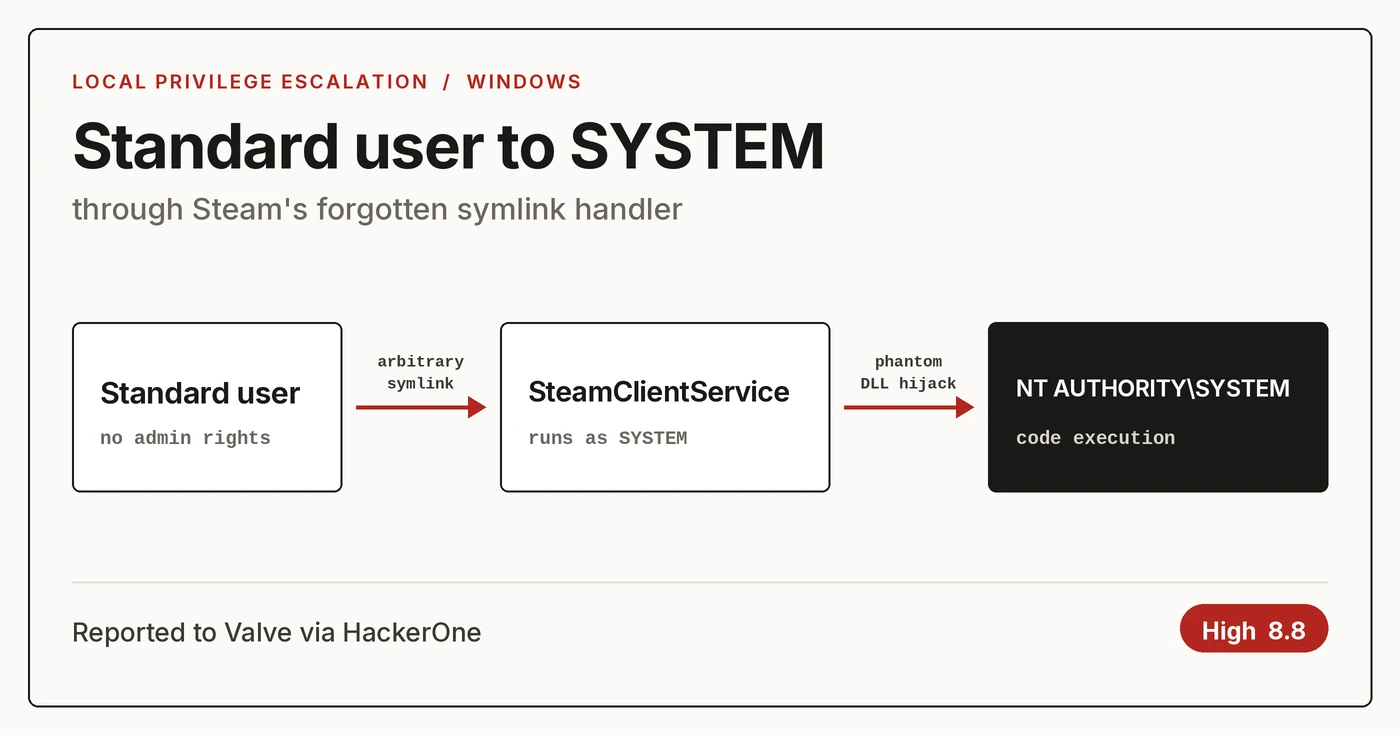 LOCAL PRIVILEGE ESCALATION / WINDOWS
Standard user to SYSTEM
through Steam's forgotten symlink handler
Standard user
no admin rights
arbitrary
symlink
SteamClientService
runs as SYSTEM
phantom
DLL hijack
NT AUTHORITY\SYSTEM
code execution
Reported to Valve via HackerOne
High 8.8